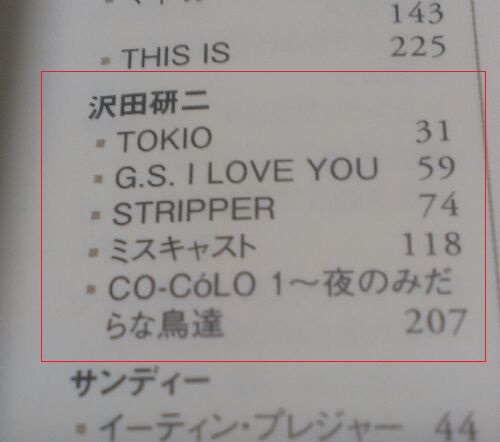 143
THIS IS 225
沢田研二
TOKIO 31
G.S. I LOVE YOU 59
STRIPPER 74
ミスキャスト 118
CO-CóLO 1〜夜のみだ
らな鳥達 207
サンディー
イーティン・プレジャー 44